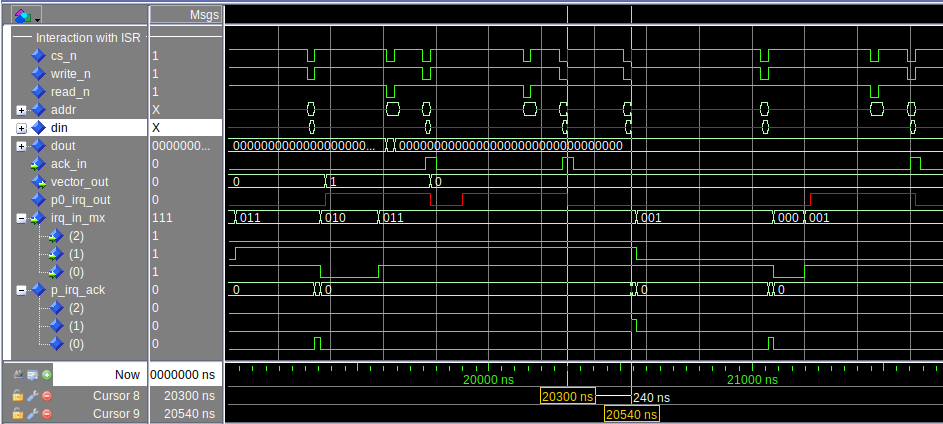 Msgs
Interaction with ISR
cs_n 1
write_n 1
read_n 1
addr X
din X
dout 0000000... 0000000000000000000... 00000000000000000000000000000000
ack_in 0
vector_out 0 0 1 0
p0_irq_out 0
irq_in_mx 111 011 010 011 001 000 001
(2) 1
(1) 1
(0) 1
p_irq_ack 0 0 0 0 0
(2) 0
(1) 0
(0) 0
Now 0000000 ns 20000 ns 21000 ns
Cursor 8 20300 ns 20300 ns 240 ns
Cursor 9 20540 ns 20540 ns